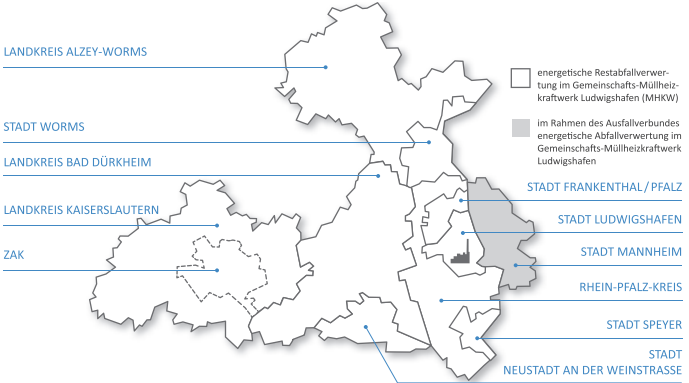 LANDKREIS ALZEY-WORMS
STADT WORMS
LANDKREIS BAD DÜRKHEIM
LANDKREIS KAISERSLAUTERN
ZAK
energetische Restabfallverwer-
tung im Gemeinschafts-Müllheiz-
kraftwerk Ludwigshafen (MHKW)
im Rahmen des Ausfallverbundes
energetische Abfallverwertung im
Gemeinschafts-Müllheizkraftwerk
Ludwigshafen
STADT FRANKENTHAL / PFALZ
STADT LUDWIGSHAFEN
STADT MANNHEIM
RHEIN-PFALZ-KREIS
STADT SPEYER
STADT
NEUSTADT AN DER WEINSTRASSE